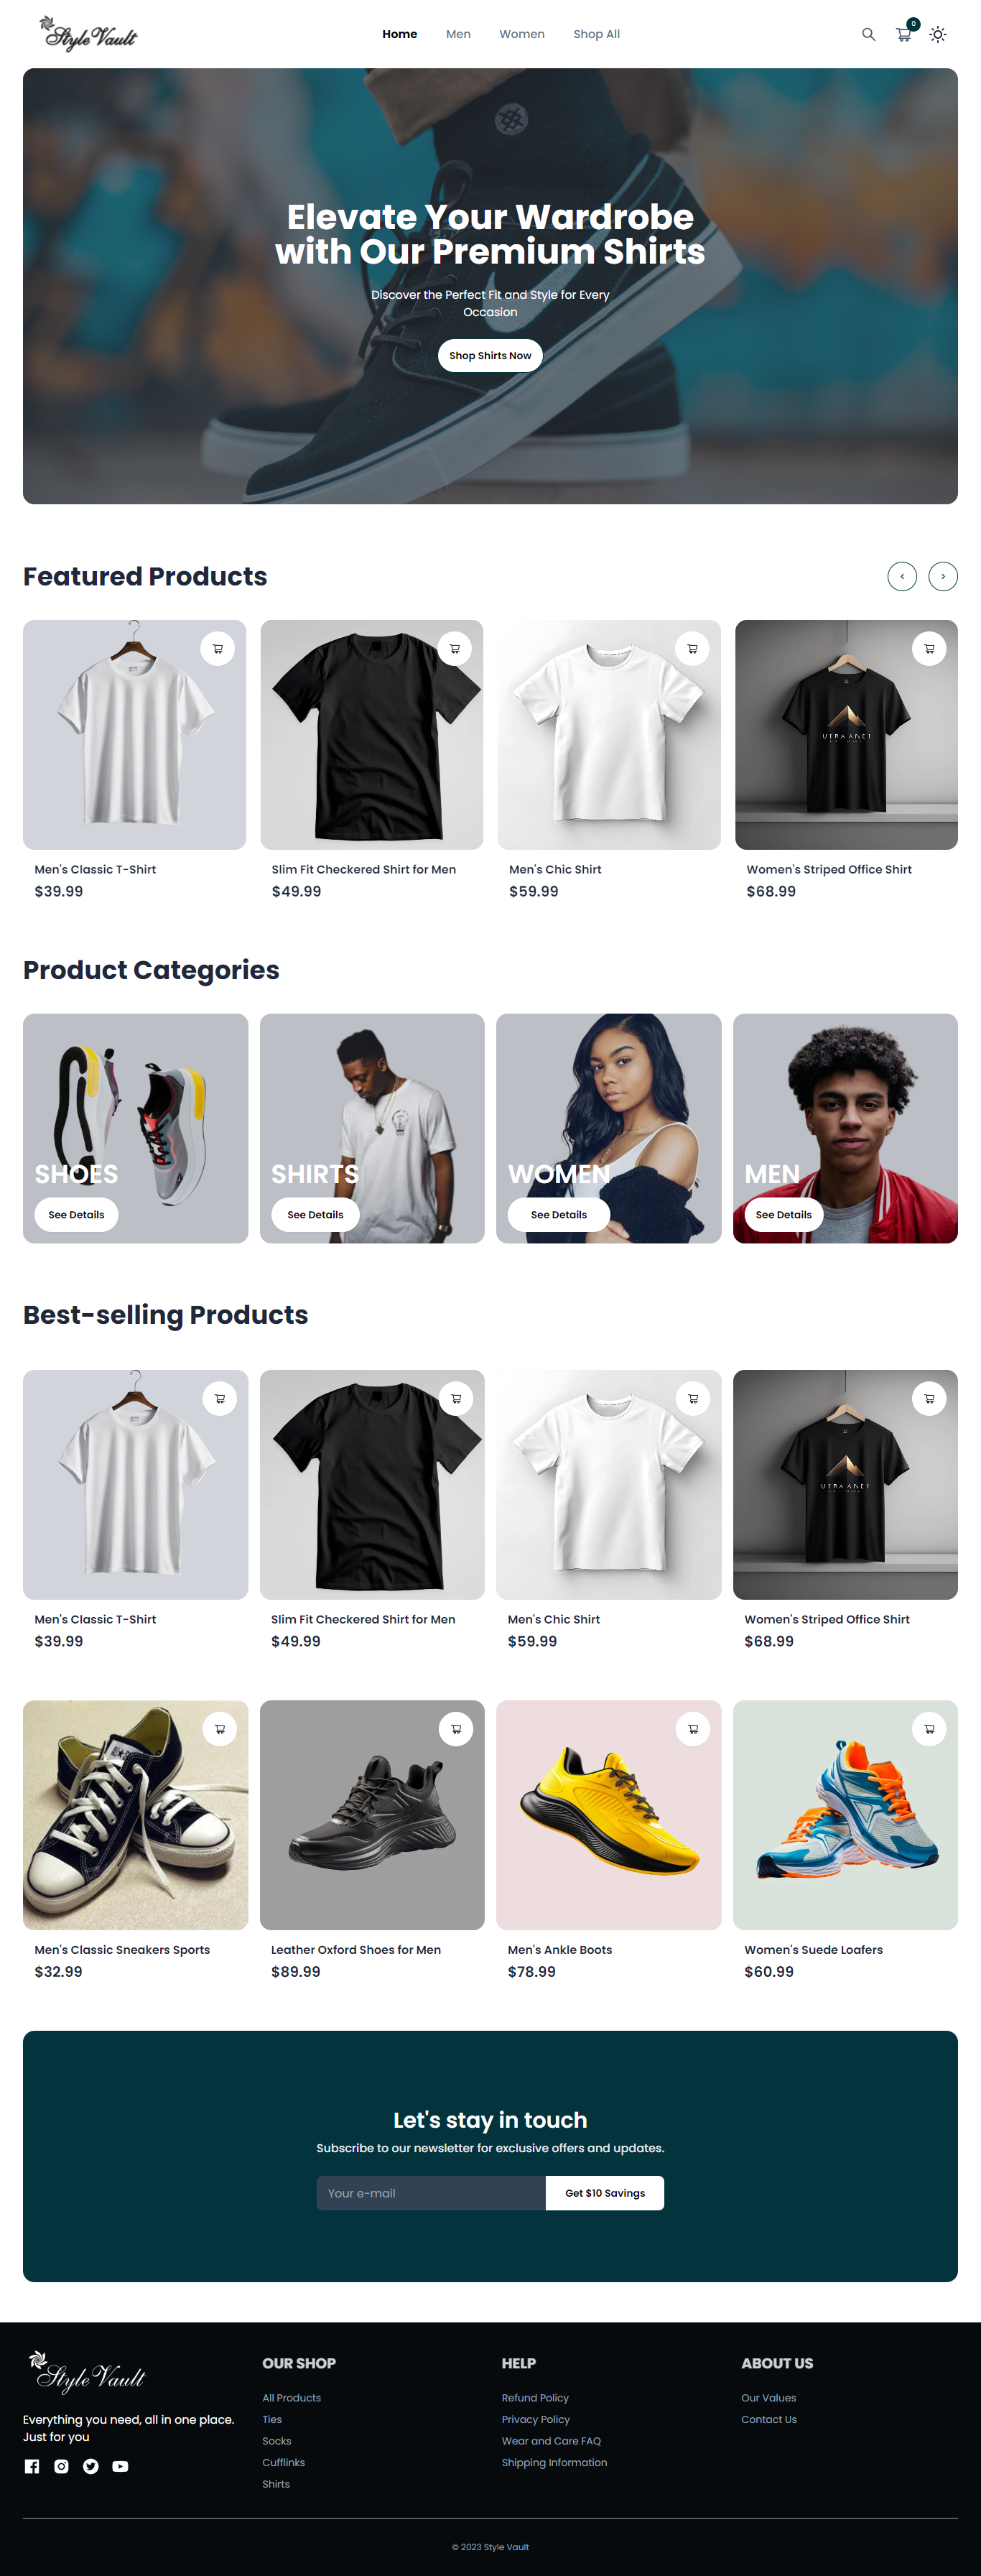 Style Vault
Home
Men
Women
Shop All
0
Elevate Your Wardrobe
with Our Premium Shirts
Discover the Perfect Fit and Style for Every
Occasion
Shop Shirts Now
Featured Products
Men's Classic T-Shirt
$39.99
Slim Fit Checkered Shirt for Men
$49.99
Men's Chic Shirt
$59.99
Women's Striped Office Shirt
$68.99
Product Categories
SHOES
See Details
SHIRTS
See Details
WOMEN
See Details
MEN
See Details
Best-selling Products
Men's Classic T-Shirt
$39.99
Slim Fit Checkered Shirt for Men
$49.99
Men's Chic Shirt
$59.99
Women's Striped Office Shirt
$68.99
Men's Classic Sneakers Sports
$32.99
Leather Oxford Shoes for Men
$89.99
Men's Ankle Boots
$78.99
Women's Suede Loafers
$60.99
Let's stay in touch
Subscribe to our newsletter for exclusive offers and updates.
Your e-mail
Get $10 Savings
Style Vault
Everything you need, all in one place.
Just for you
OUR SHOP
All Products
Ties
Socks
Cufflinks
Shirts
HELP
Refund Policy
Privacy Policy
Wear and Care FAQ
Shipping Information
ABOUT US
Our Values
Contact Us
© 2023 Style Vault